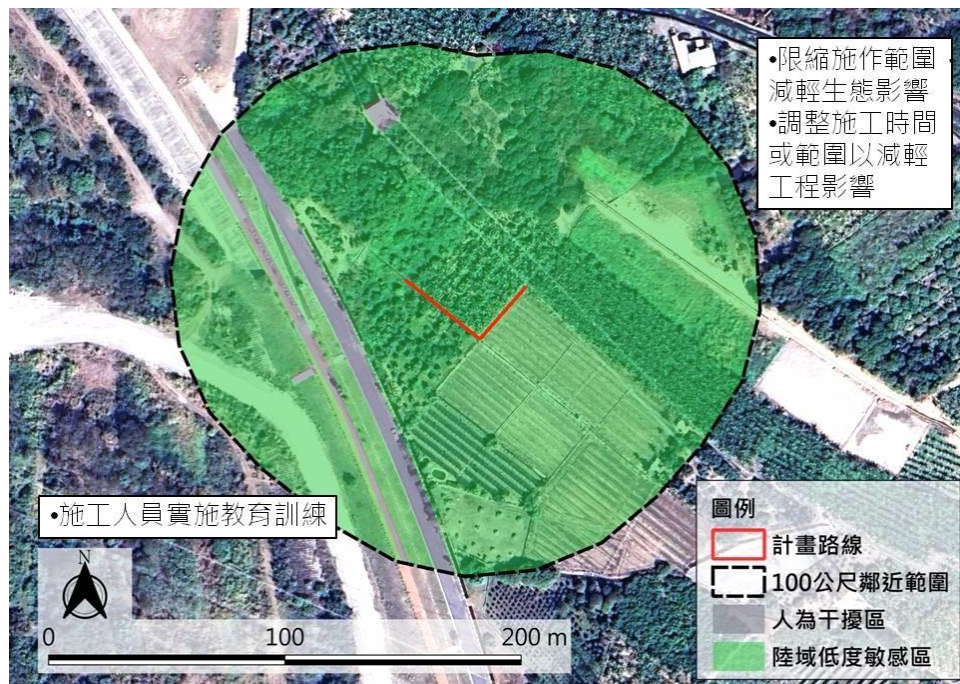 •限縮施作範圍
減輕生態影響
•調整施工時間
或範圍以減輕
工程影響
•施工人員實施教育訓練
N
0 100 200 m
圖例
計畫路線
100公尺鄰近範圍
人為干擾區
陸域低度敏感區